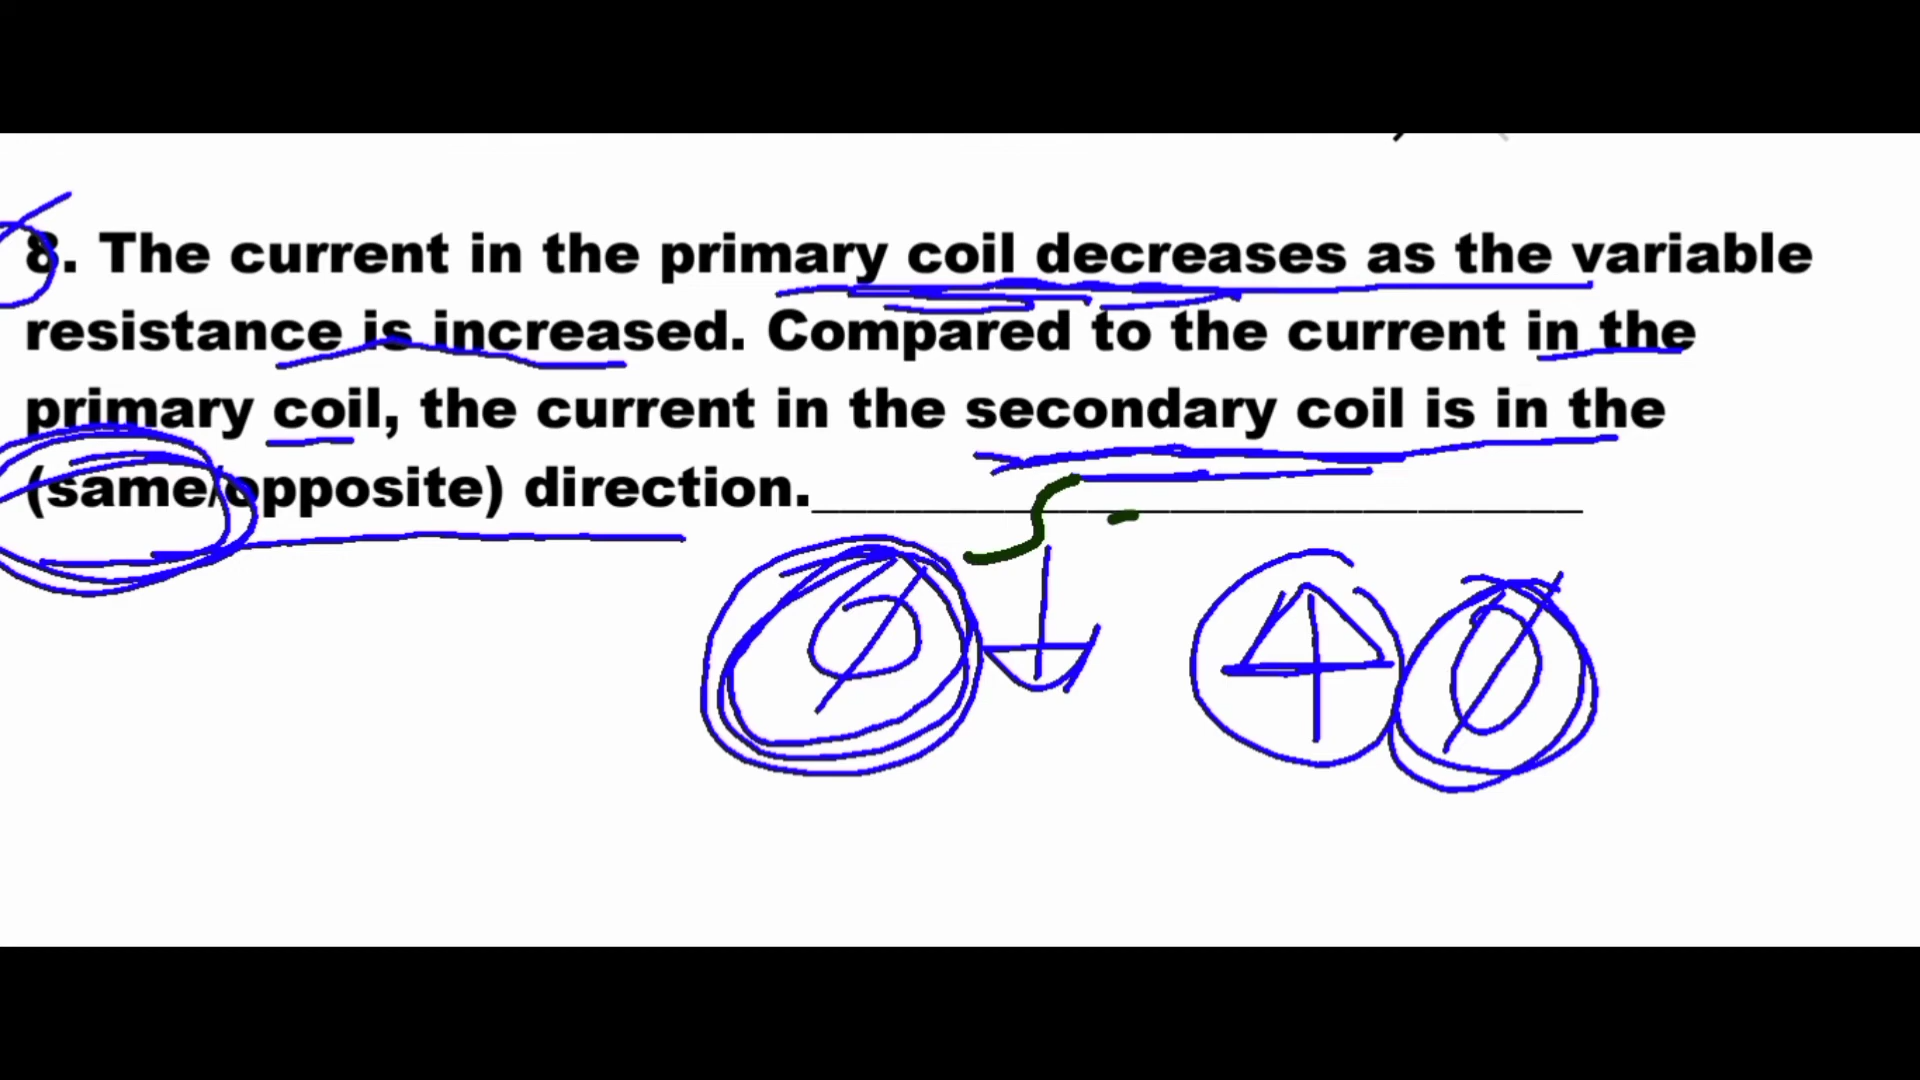 8. The current in the primary coil decreases as the variable
resistance is increased. Compared to the current in the
primary coil, the current in the secondary coil is in the
(same/opposite) direction.